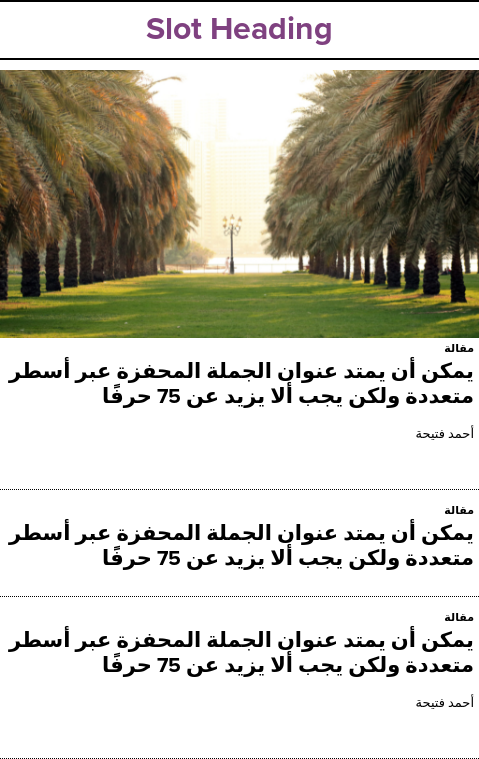 Slot Heading
مقالة
يمكن أن يمتد عنوان الجملة المحفزة عبر أسطر
متعددة ولكن يجب ألا يزيد عن 75 حرفًا
أحمد فتيحة
مقالة
يمكن أن يمتد عنوان الجملة المحفزة عبر أسطر
متعددة ولكن يجب ألا يزيد عن 75 حرفًا
مقالة
يمكن أن يمتد عنوان الجملة المحفزة عبر أسطر
متعددة ولكن يجب ألا يزيد عن 75 حرفًا
أحمد فتيحة